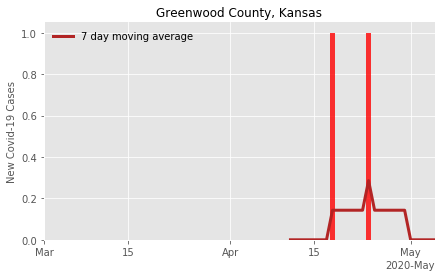 Greenwood County, Kansas
7 day moving average
New Covid-19 Cases
1.0
0.8
0.6
0.4
0.2
0.0
Mar
15
Apr
15
May
2020-May